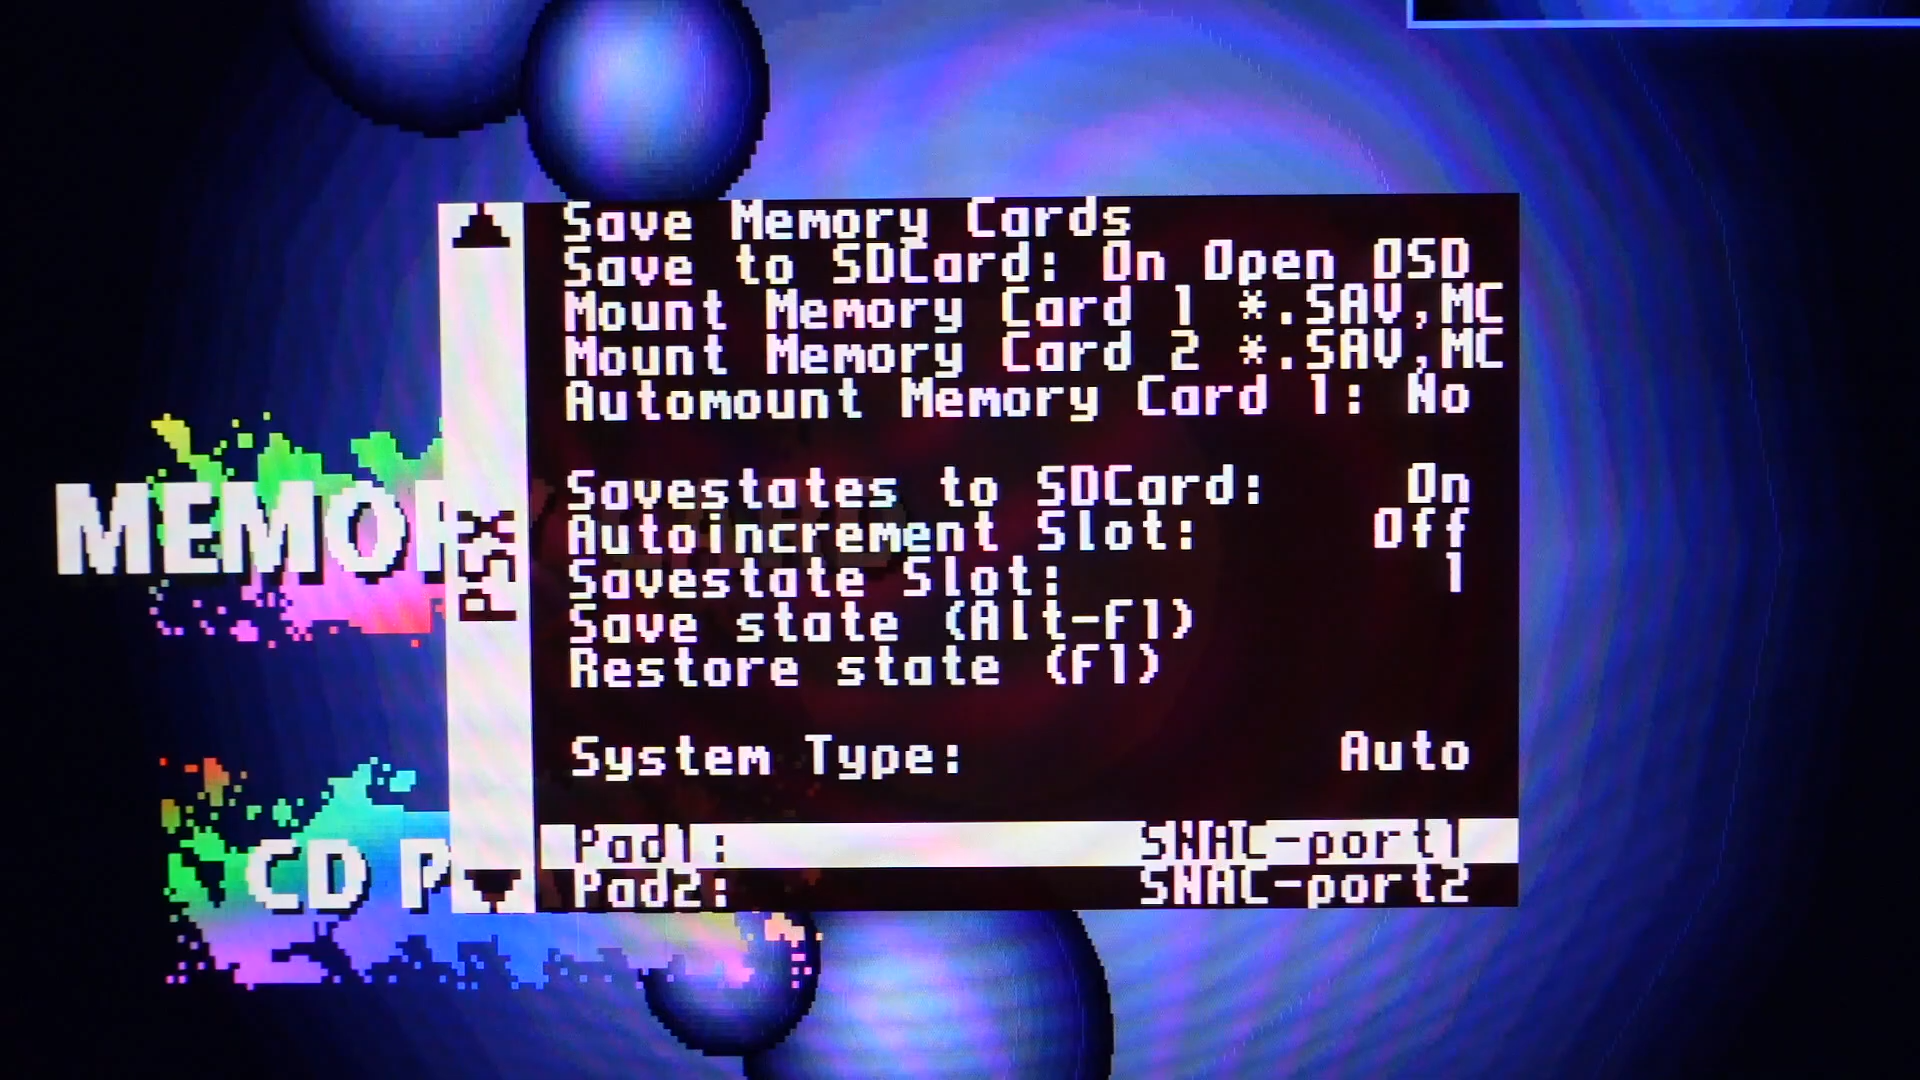 Save Memory Cards
Save to SDCard: On Open OSD
Mount Memory Card 1 *.SAV,MC
Mount Memory Card 2 *.SAV,MC
Automount Memory Card 1: No
Savestates to SDCard: On
Autoincrement Slot: Off
Savestate Slot: 1
Save state (Alt-F1)
Restore state (F1)
System Type: Auto
Pad1: SNAC-port1
Pad2: SNAC-port2
PSX
MEMOR
CD P